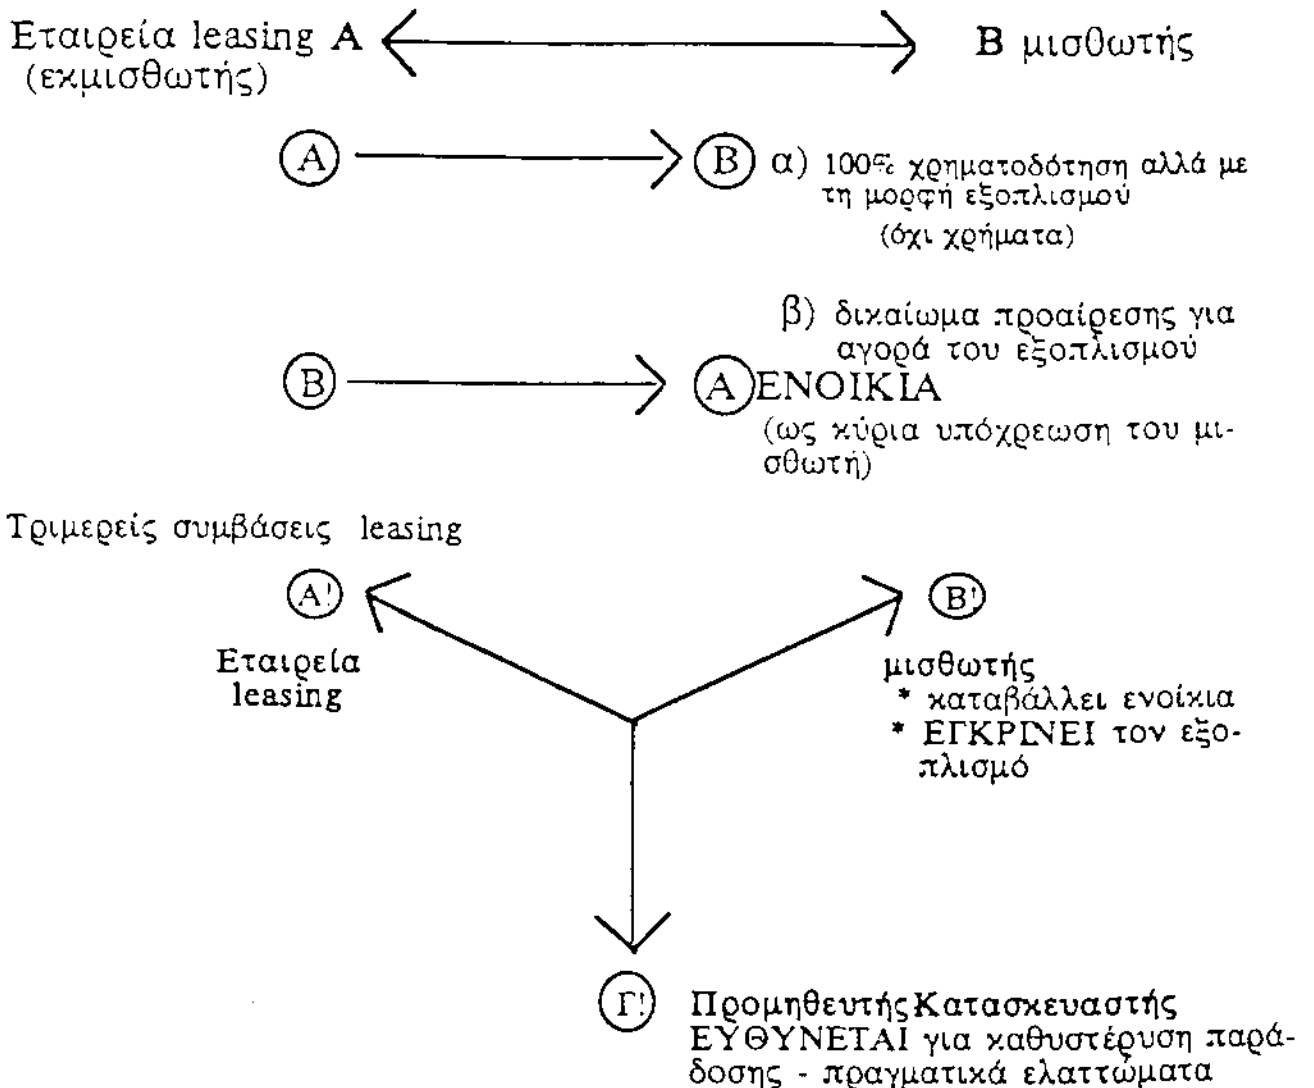 Εταιρεία leasing A
B μισθωτής
(εκμισθωτής)
A
B
α) 100% χρηματοδότηση αλλά με
τη μορφή εξοπλισμού
(όχι χρήματα)
β) δικαίωμα προαίρεσης για
αγορά του εξοπλισμού
B
A ΕΝΟΙΚΙΑ
(ως κύρια υπόχρεωση του μι-
σθωτή)
Τριμερείς συμβάσεις leasing
A!
B!
Εταιρεία
leasing
μισθωτής
* καταβάλλει ενοίκια
* ΕΓΚΡΙΝΕΙ τον εξο-
πλισμό
Γ!
Προμηθευτής Κατασκευαστής
ΕΥΘΥΝΕΤΑΙ για καθυστέρυση παρά-
δοσης - πραγματικά ελαττώματα